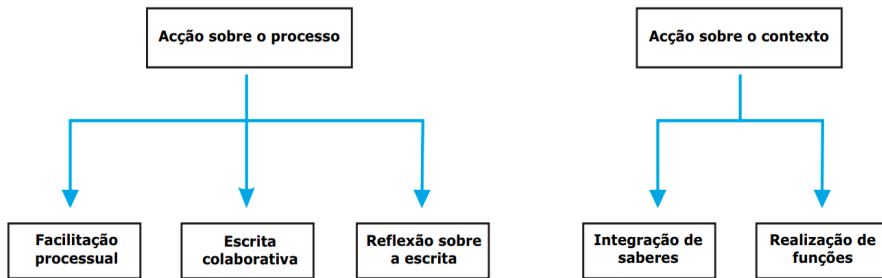 Acção sobre o processo
Acção sobre o contexto
Facilitação
processual
Escrita
colaborativa
Reflexão sobre
a escrita
Integração de
saberes
Realização de
funções